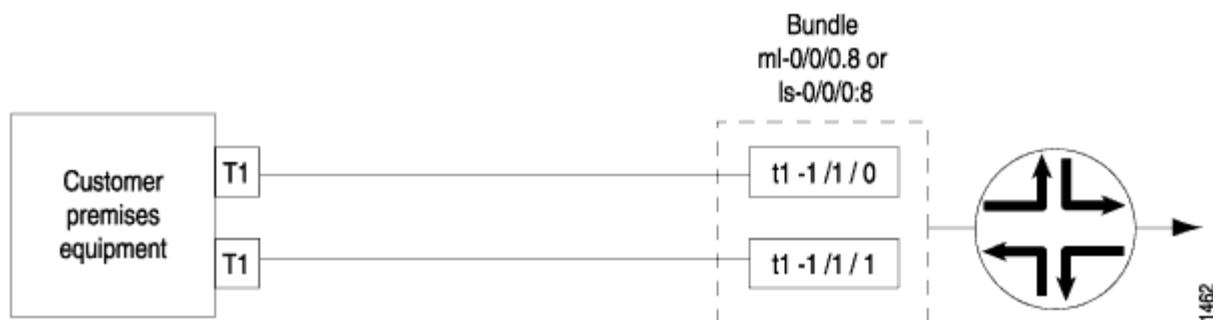 Bundle
ml-0/0/0.8 or
ls-0/0/0:8
Customer
premises
equipment
T1
t1 -1 /1 / 0
T1
t1 -1 /1 / 1
1462